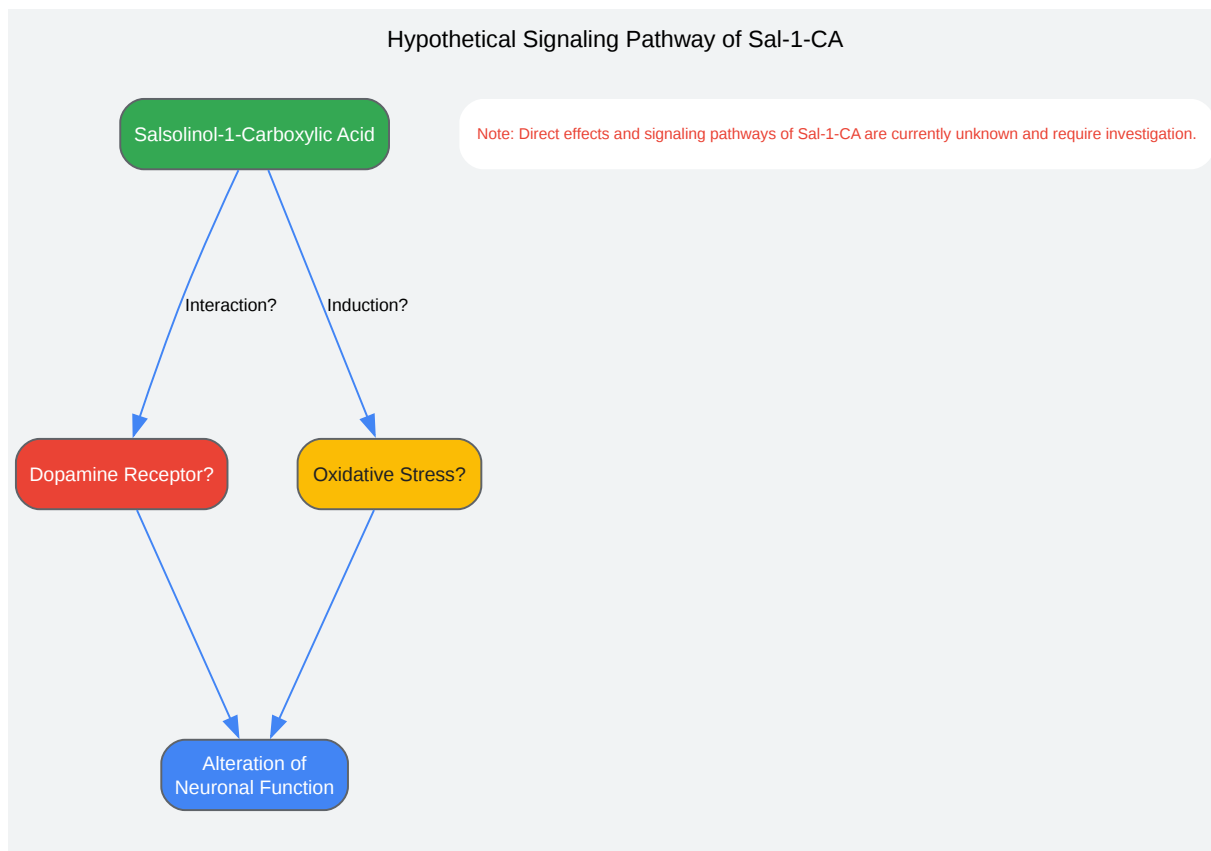 Hypothetical Signaling Pathway of Sal-1-CA
Salsolinol-1-Carboxylic Acid
Note: Direct effects and signaling pathways of Sal-1-CA are currently unknown and require investigation.
Interaction?
Induction?
Dopamine Receptor?
Oxidative Stress?
Alteration of
Neuronal Function